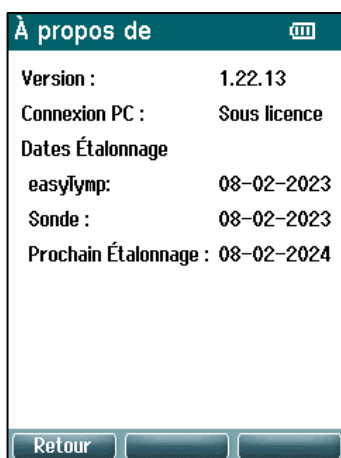 À propos de
Version : 1.22.13
Connexion PC : Sous licence
Dates Étalonnage
easyTymp: 08-02-2023
Sonde : 08-02-2023
Prochain Étalonnage : 08-02-2024
Retour